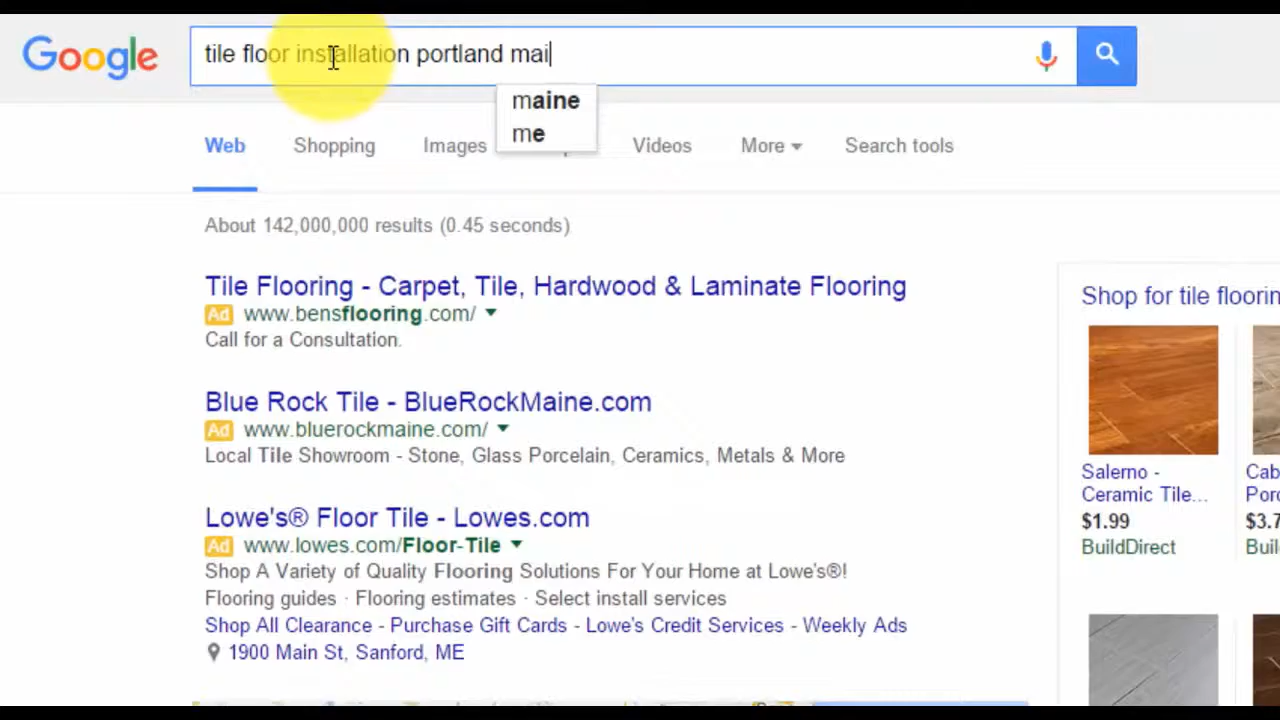 Google
tile floor installation portland mai
maine
me
Web Shopping Images Videos More Search tools
About 142,000,000 results (0.45 seconds)
Tile Flooring - Carpet, Tile, Hardwood & Laminate Flooring
Ad www.bensflooring.com/
Call for a Consultation.
Blue Rock Tile - BlueRockMaine.com
Ad www.bluerockmaine.com/
Local Tile Showroom - Stone, Glass Porcelain, Ceramics, Metals & More
Lowe's® Floor Tile - Lowes.com
Ad www.lowes.com/Floor-Tile
Shop A Variety of Quality Flooring Solutions For Your Home at Lowe's®!
Flooring guides · Flooring estimates · Select install services
Shop All Clearance - Purchase Gift Cards - Lowe's Credit Services - Weekly Ads
1900 Main St, Sanford, ME
Shop for tile floorin
Salerno -
Ceramic Tile...
$1.99
BuildDirect
Cab
Porc
$3.7
Buil